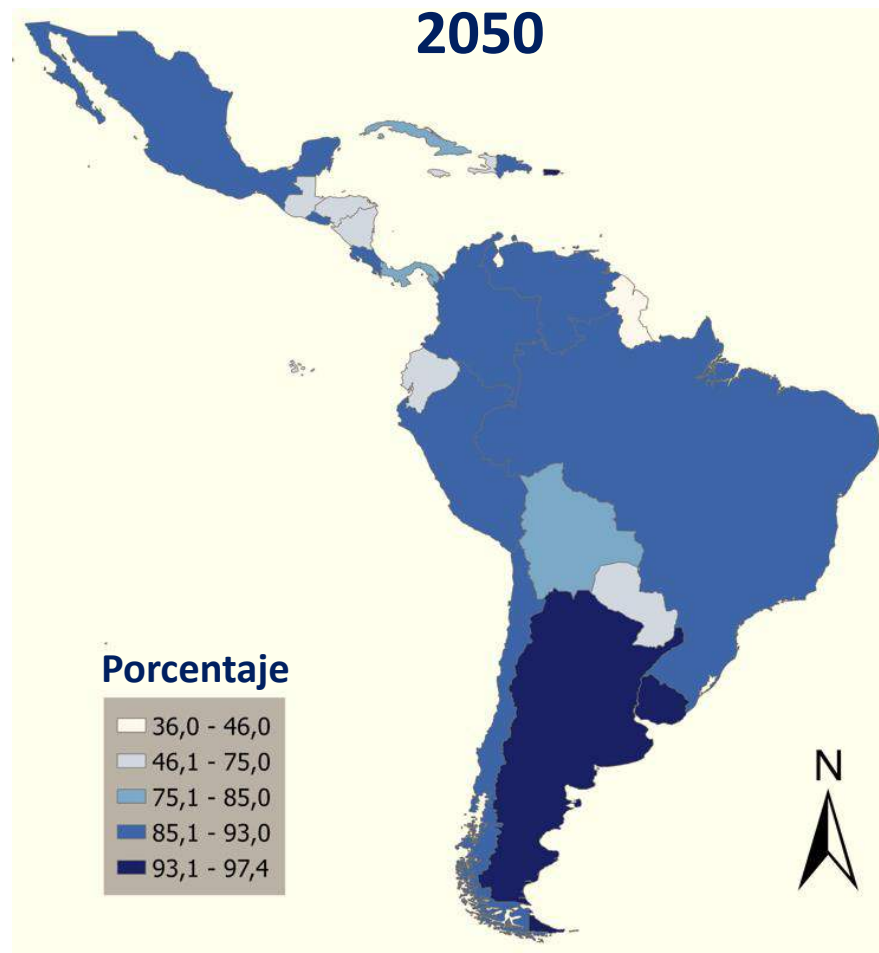 2050
Porcentaje
36,0 - 46,0
46,1 - 75,0
75,1 - 85,0
85,1 - 93,0
93,1 - 97,4
N